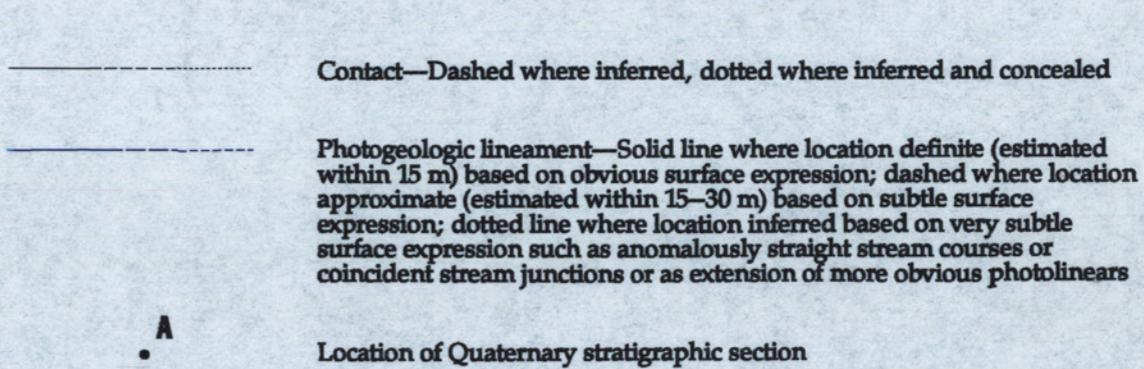 Contact—Dashed where inferred, dotted where inferred and concealed
Photogeologic lineament—Solid line where location definite (estimated
within 15 m) based on obvious surface expression; dashed where location
approximate (estimated within 15–30 m) based on subtle surface
expression; dotted line where location inferred based on very subtle
surface expression such as anomalously straight stream courses or
coincident stream junctions or as extension of more obvious photolinears
A
Location of Quaternary stratigraphic section